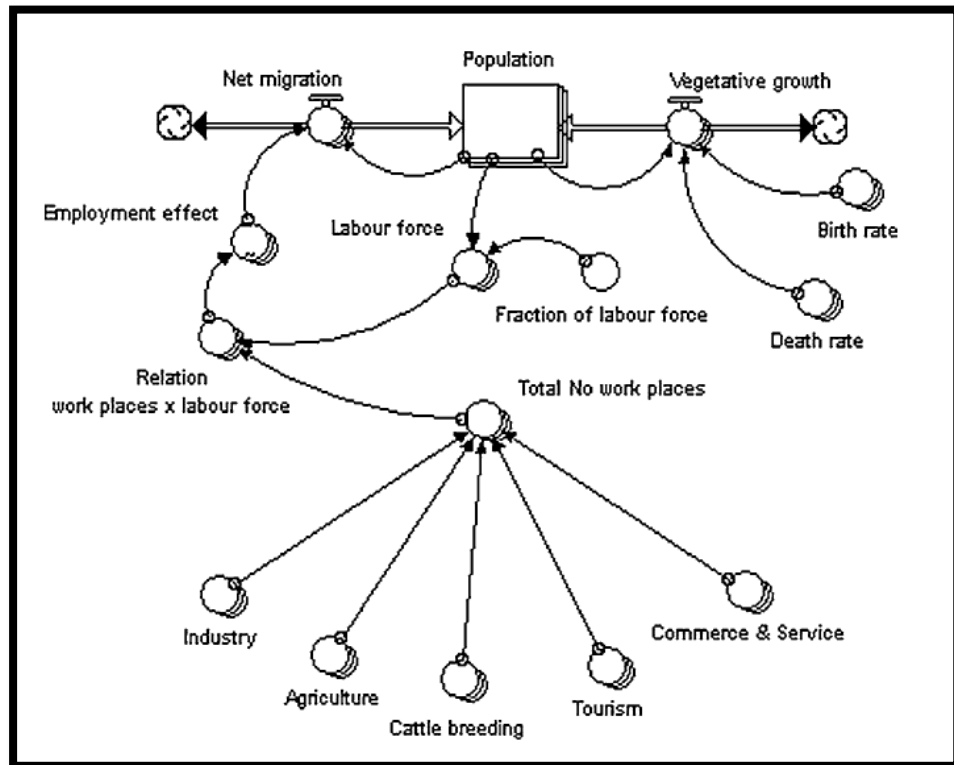 Population
Net migration
Vegetative growth
Employment effect
Labour force
Birth rate
Fraction of labour force
Death rate
Relation
work places x labour force
Total No work places
Industry
Commerce & Service
Agriculture
Tourism
Cattle breeding